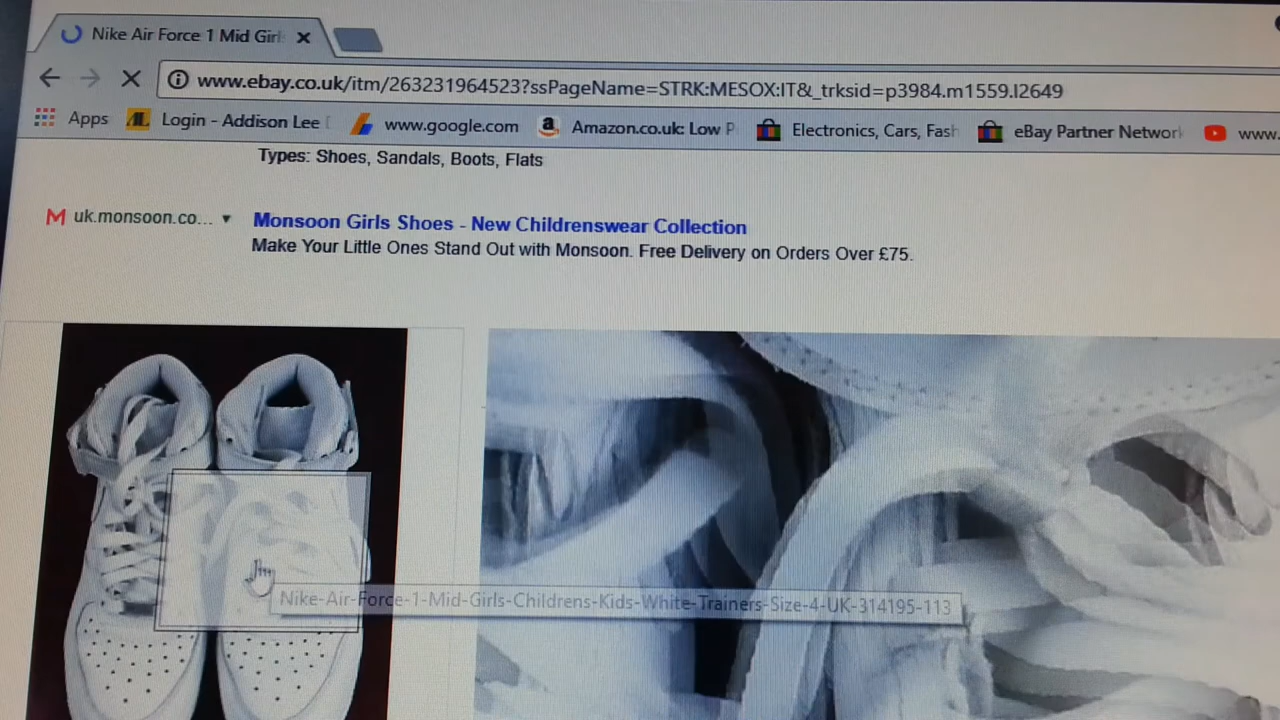 Nike Air Force 1 Mid Girl
www.ebay.co.uk/itm/263231964523?ssPageName=STRK:MESOX:IT&_trksid=p3984.m1559.l2649
Apps
Login - Addison Lee
www.google.com
Amazon.co.uk: Low P
Electronics, Cars, Fash
eBay Partner Network
www.
Types: Shoes, Sandals, Boots, Flats
uk.monsoon.co...
Monsoon Girls Shoes - New Childrenswear Collection
Make Your Little Ones Stand Out with Monsoon. Free Delivery on Orders Over £75.
Nike-Air-Force-1-Mid-Girls-Childrens-Kids-White-Trainers-Size-4-UK-314195-113